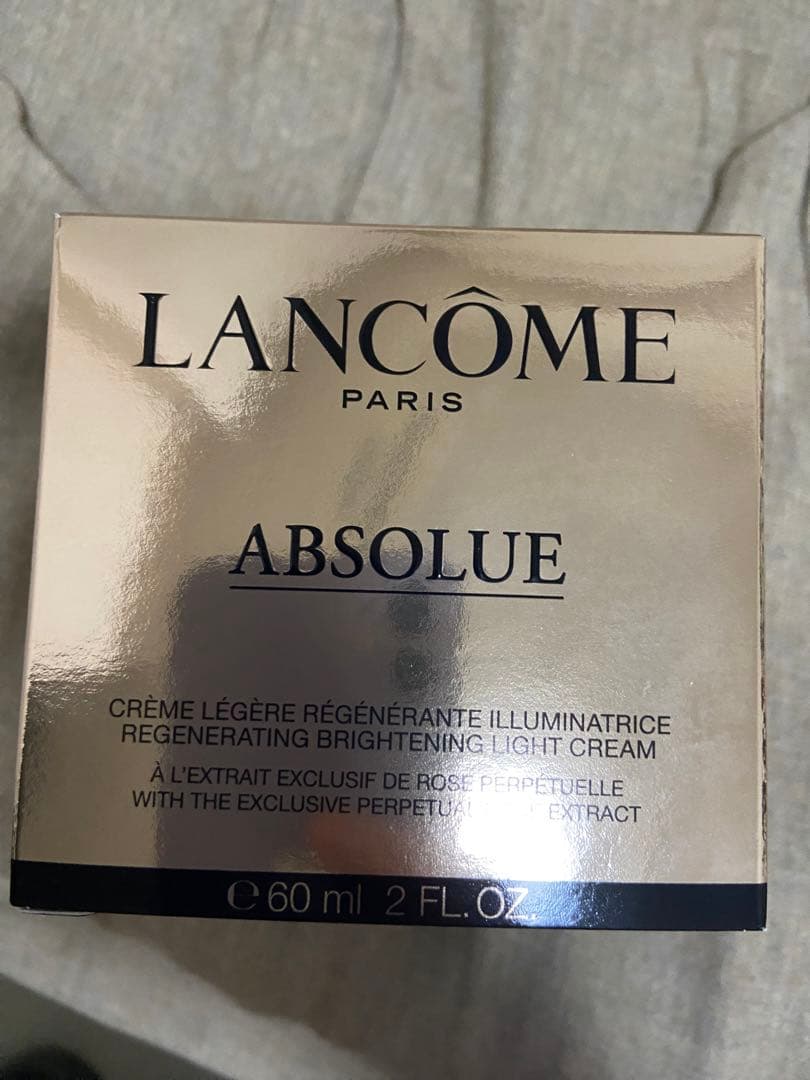 LANCÔME
PARIS
ABSOLUE
CRÈME LÉGÈRE RÉGÉNÉRANTE ILLUMINATRICE
REGENERATING BRIGHTENING LIGHT CREAM
À L'EXTRAIT EXCLUSIF DE ROSE PERPÉTUELLE
WITH THE EXCLUSIVE PERPETUAL EXTRACT
℮ 60 ml 2 FL. OZ.